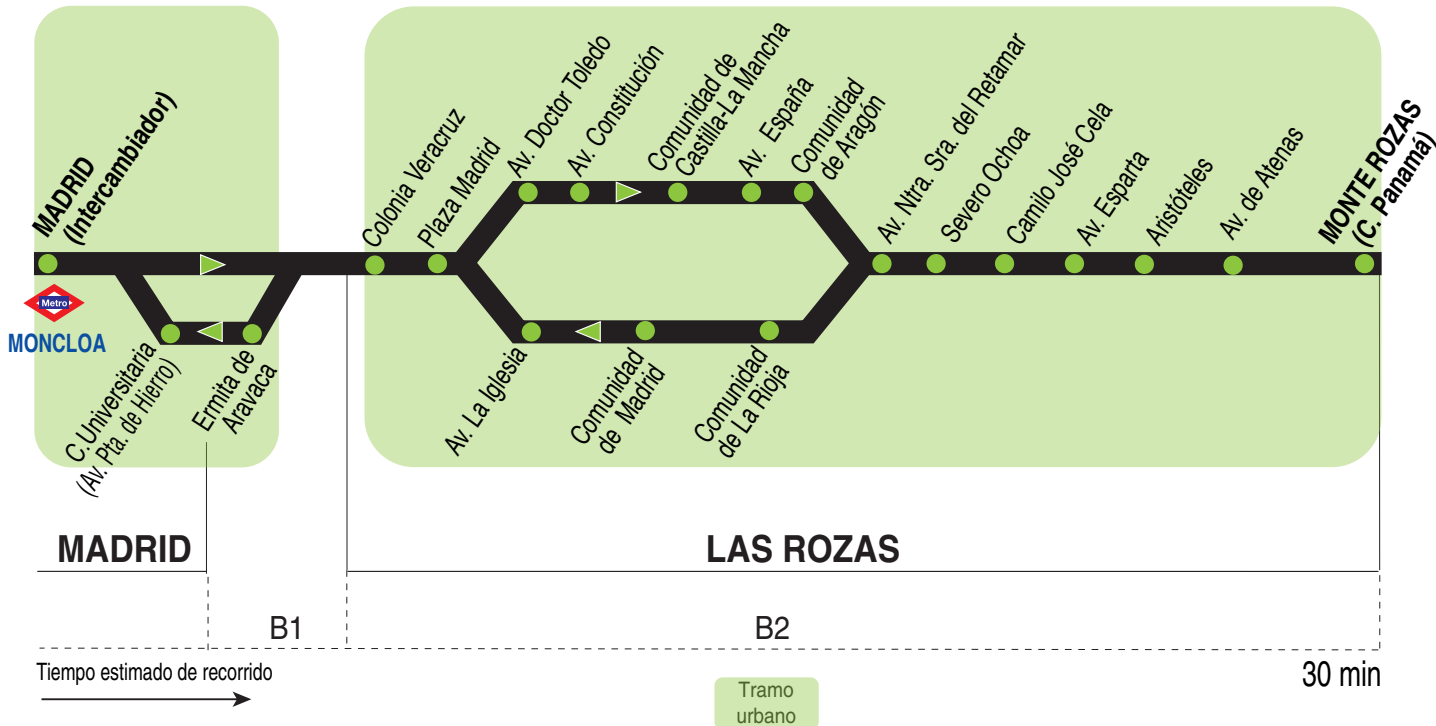 MADRID
(Intercambiador)
Metro
MONCLOA
C.Universitaria
(Av. Pta. de Hierro)
Ermita de
Aravaca
Colonia Veracruz
Plaza Madrid
Av. Doctor Toledo
Av. Constitución
Comunidad de
Castilla-La Mancha
Av. España
Comunidad
de Aragón
Av. La Iglesia
Comunidad
de Madrid
Comunidad
de La Rioja
Av. Ntra. Sra. del Retamar
Severo Ochoa
Camilo José Cela
Av. Esparta
Aristóteles
Av. de Atenas
MONTE ROZAS
(C. Panamá)
MADRID
LAS ROZAS
B1
B2
Tiempo estimado de recorrido
30 min
Tramo
urbano